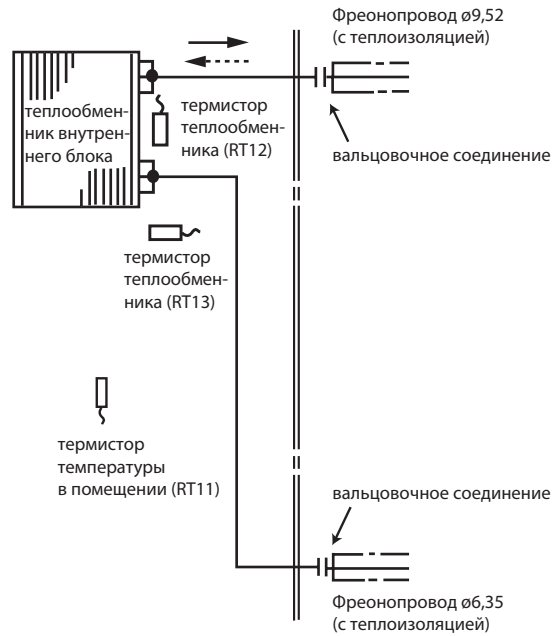 Фреонопровод ø9,52
(с теплоизоляцией)
теплообмен-
ник внутрен-
него блока
термистор
теплообмен-
ника (RT12)
вальцовочное соединение
термистор
теплообмен-
ника (RT13)
термистор
температуры
в помещении (RT11)
вальцовочное соединение
Фреонопровод ø6,35
(с теплоизоляцией)